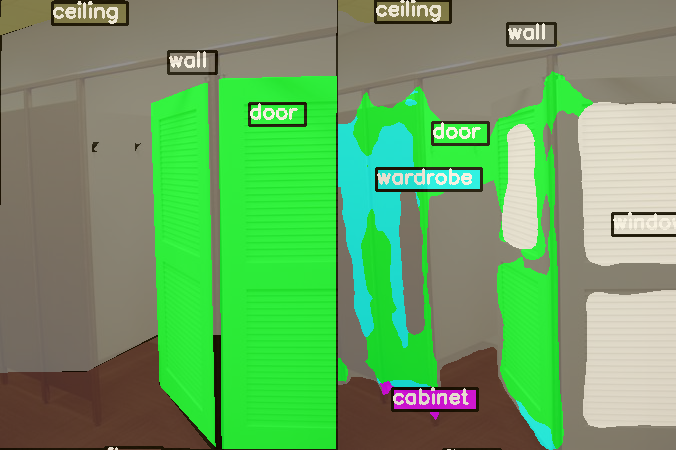 ceiling
wall
door
ceiling
wall
door
wardrobe
cabinet